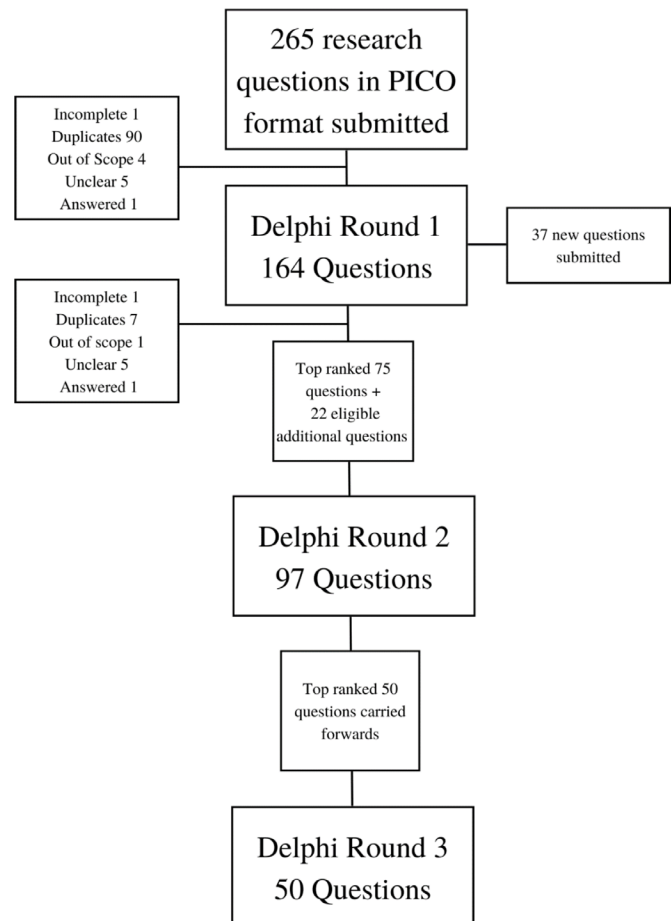 265 research
questions in PICO
format submitted
Incomplete 1
Duplicates 90
Out of Scope 4
Unclear 5
Answered 1
Delphi Round 1
164 Questions
37 new questions
submitted
Incomplete 1
Duplicates 7
Out of scope 1
Unclear 5
Answered 1
Top ranked 75
questions +
22 eligible
additional questions
Delphi Round 2
97 Questions
Top ranked 50
questions carried
forwards
Delphi Round 3
50 Questions